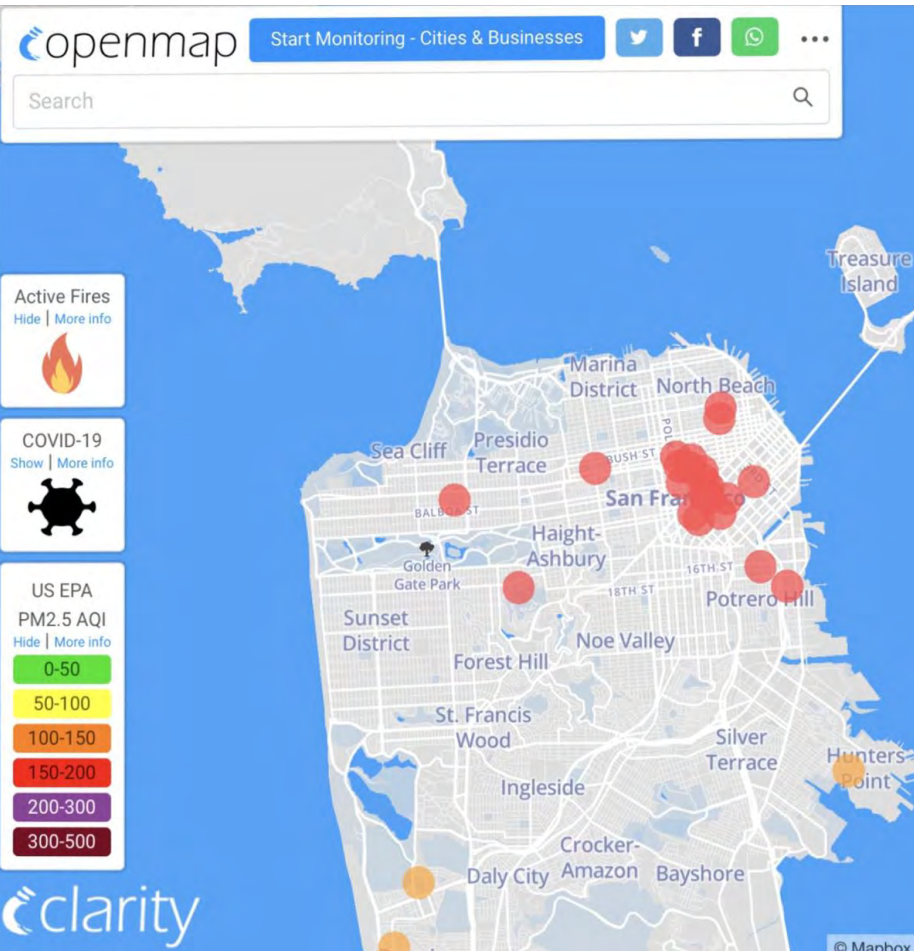 openmap
Start Monitoring - Cities & Businesses
Search
Active Fires
Hide | More info
COVID-19
Show | More info
US EPA
PM2.5 AQI
Hide | More info
0-50
50-100
100-150
150-200
200-300
300-500
clarity
Treasure
Island
Marina
District
North Beach
Sea Cliff
Presidio
Terrace
BUSH ST
San Fra
co
BALBOA ST
Haight-
Ashbury
Golden
Gate Park
16TH ST
18TH ST
Potrero Hill
Sunset
District
Noe Valley
Forest Hill
St. Francis
Wood
Silver
Terrace
Hunters
Point
Ingleside
Crocker-
Amazon
Daly City
Bayshore
© Mapbox